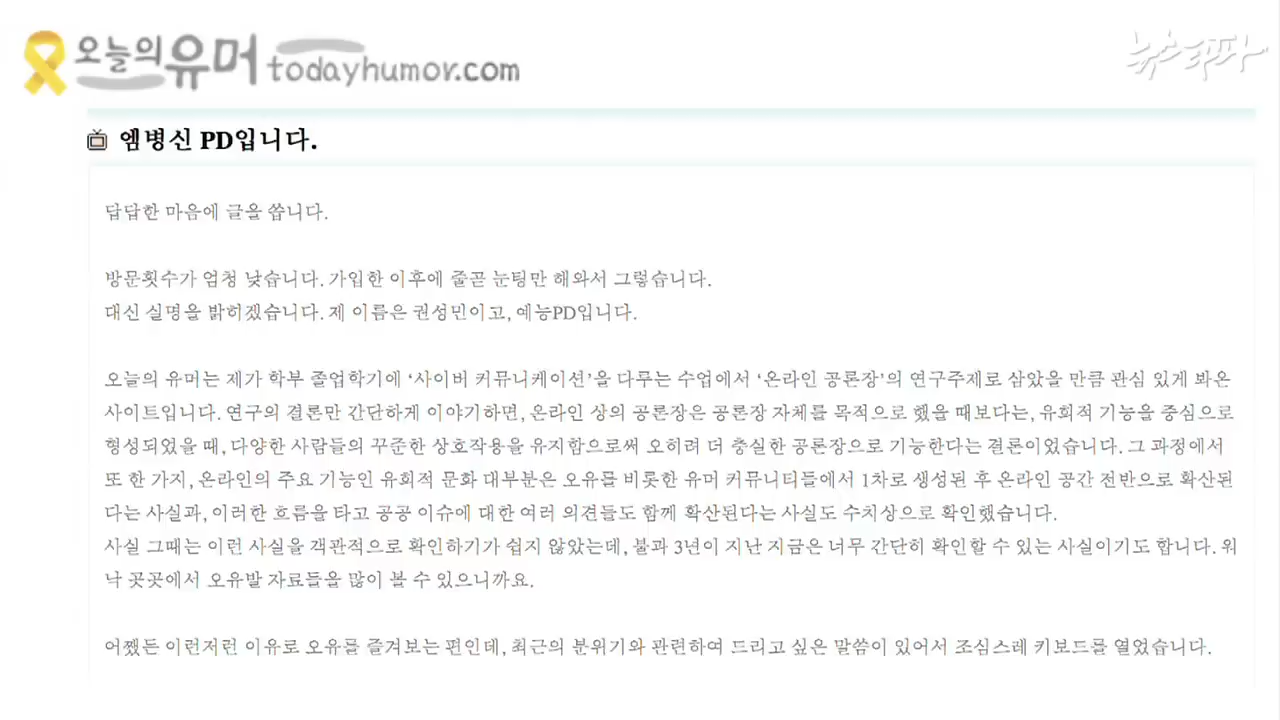 오늘의유머 todayhumor.com
뉴스타파
엠병신 PD입니다.
답답한 마음에 글을 씁니다.
방문횟수가 엄청 낮습니다. 가입한 이후에 줄곧 눈팅만 해와서 그렇습니다.
대신 실명을 밝히겠습니다. 제 이름은 권성민이고, 예능PD입니다.
오늘의 유머는 제가 학부 졸업학기에 ‘사이버 커뮤니케이션’을 다루는 수업에서 ‘온라인 공론장’의 연구주제로 삼았을 만큼 관심 있게 봐온
사이트입니다. 연구의 결론만 간단하게 이야기하면, 온라인 상의 공론장은 공론장 자체를 목적으로 했을 때보다는, 유희적 기능을 중심으로
형성되었을 때, 다양한 사람들의 꾸준한 상호작용을 유지함으로써 오히려 더 충실한 공론장으로 기능한다는 결론이었습니다. 그 과정에서
또 한 가지, 온라인의 주요 기능인 유희적 문화 대부분은 오유를 비롯한 유머 커뮤니티들에서 1차로 생성된 후 온라인 공간 전반으로 확산된
다는 사실과, 이러한 흐름을 타고 공공 이슈에 대한 여러 의견들도 함께 확산된다는 사실도 수치상으로 확인했습니다.
사실 그때는 이런 사실을 객관적으로 확인하기가 쉽지 않았는데, 불과 3년이 지난 지금은 너무 간단히 확인할 수 있는 사실이기도 합니다. 워
낙 곳곳에서 오유발 자료들을 많이 볼 수 있으니까요.
어쨌든 이런저런 이유로 오유를 즐겨보는 편인데, 최근의 분위기와 관련하여 드리고 싶은 말씀이 있어서 조심스레 키보드를 열었습니다.